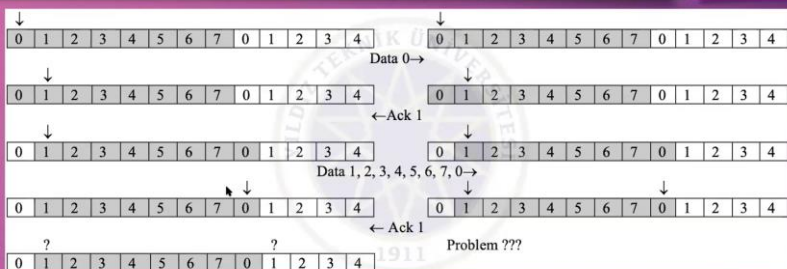 ↓ ↓
0 1 2 3 4 5 6 7 0 1 2 3 4 0 1 2 3 4 5 6 7 0 1 2 3 4
Data 0→
↓ ↓
0 1 2 3 4 5 6 7 0 1 2 3 4 0 1 2 3 4 5 6 7 0 1 2 3 4
←Ack 1
↓ ↓
0 1 2 3 4 5 6 7 0 1 2 3 4 0 1 2 3 4 5 6 7 0 1 2 3 4
Data 1, 2, 3, 4, 5, 6, 7, 0→
↓ ↓ ↓
0 1 2 3 4 5 6 7 0 1 2 3 4 0 1 2 3 4 5 6 7 0 1 2 3 4
← Ack 1
? ? Problem ???
0 1 2 3 4 5 6 7 0 1 2 3 4
YILDIZ TEKNİK ÜNİVERSİTESİ
1911